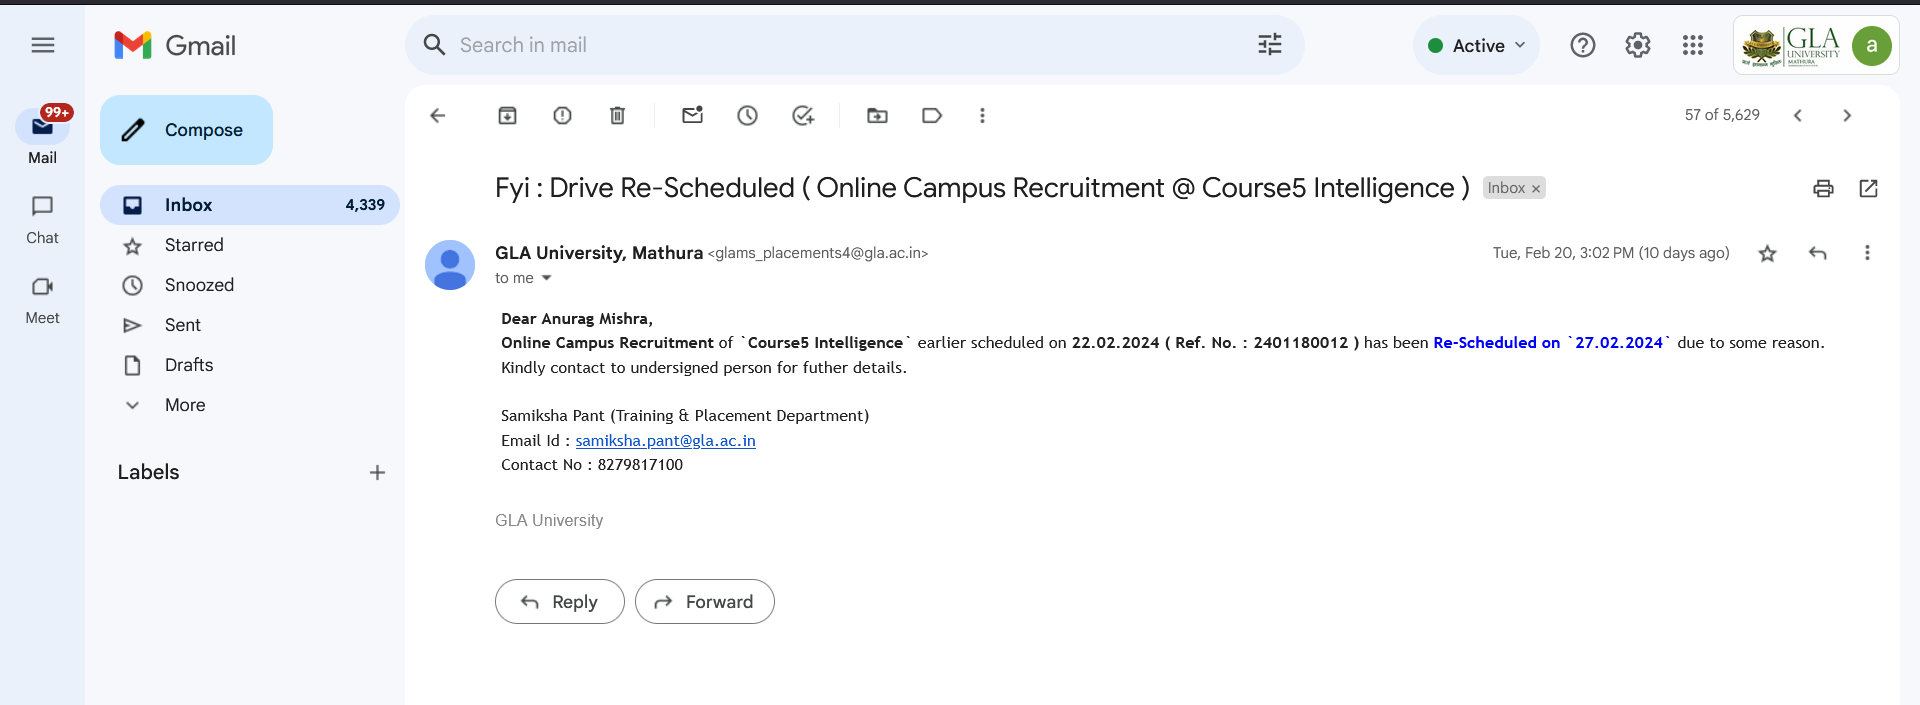 Gmail
Search in mail
Active
GLA
UNIVERSITY
MATHURA
a
99+
Mail
Chat
Meet
Compose
Inbox 4,339
Starred
Snoozed
Sent
Drafts
More
Labels
57 of 5,629
Fyi : Drive Re-Scheduled ( Online Campus Recruitment @ Course5 Intelligence )
Inbox ×
GLA University, Mathura <glams_placements4@gla.ac.in>
Tue, Feb 20, 3:02 PM (10 days ago)
to me
Dear Anurag Mishra,
Online Campus Recruitment of `Course5 Intelligence` earlier scheduled on 22.02.2024 ( Ref. No. : 2401180012 ) has been Re-Scheduled on `27.02.2024` due to some reason.
Kindly contact to undersigned person for futher details.
Samiksha Pant (Training & Placement Department)
Email Id : samiksha.pant@gla.ac.in
Contact No : 8279817100
GLA University
Reply
Forward